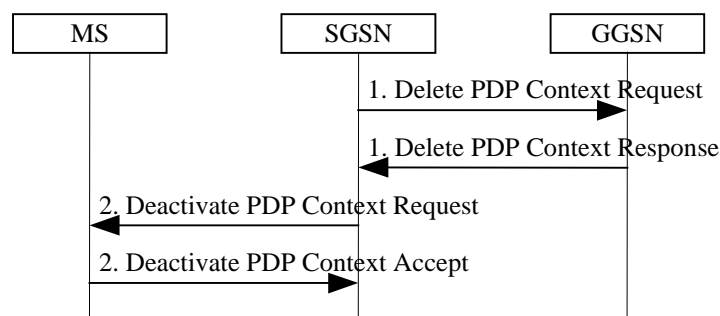 MS
SGSN
GGSN
1. Delete PDP Context Request
1. Delete PDP Context Response
2. Deactivate PDP Context Request
2. Deactivate PDP Context Accept